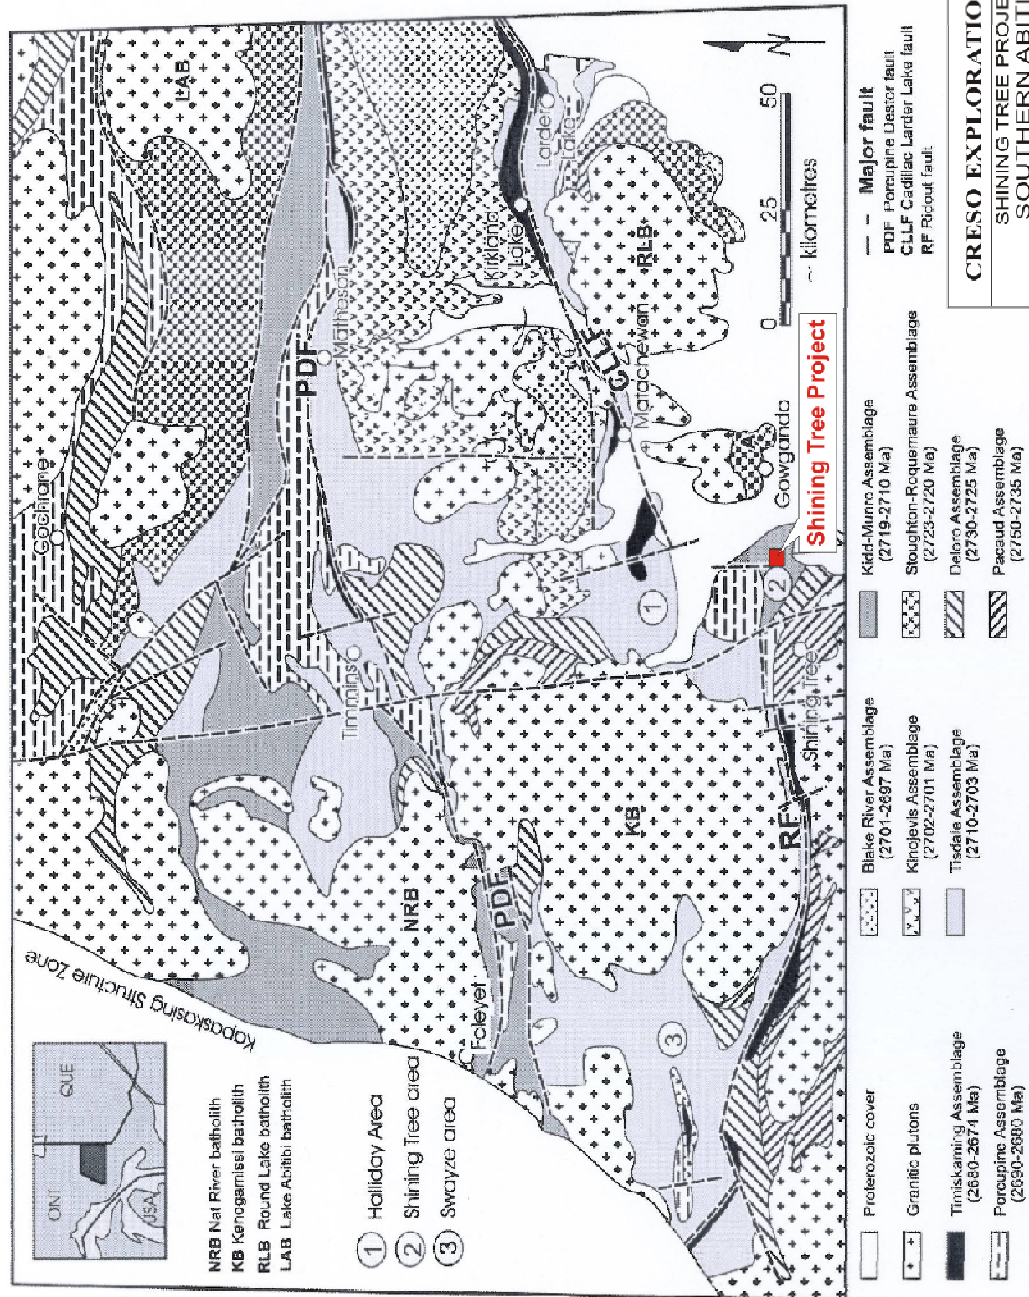 ONT
QUE
USA
NRB Nat River batholith
KB Kenogamissi batholith
RLB Round Lake batholith
LAB Lake Abitibi batholith
1 Halliday Area
2 Shining Tree area
3 Swayze area
Kapuskasing Structure Zone
Cochrane
LAB
PDF
Matheson
Timmins
NRB
PDF
Foleyet
Kirkland
Lake
Larder
Lake
CLLF
RLB
Matachewan
Gowganda
KB
RF
Shining Tree
1
2
3
Shining Tree Project
N
0 25 50
kilometres
Proterozoic cover
Granitic plutons
Timiskaming Assemblage
(2680-2674 Ma)
Porcupine Assemblage
(2690-2680 Ma)
Blake River Assemblage
(2701-2697 Ma)
Kinojevis Assemblage
(2702-2701 Ma)
Tisdale Assemblage
(2710-2703 Ma)
Kidd-Munro Assemblage
(2719-2710 Ma)
Stoughton-Roquemaure Assemblage
(2723-2720 Ma)
Deloro Assemblage
(2730-2725 Ma)
Pacaud Assemblage
(2750-2735 Ma)
Major fault
PDF Porcupine Destor fault
CLLF Cadillac Larder Lake fault
RF Ridout fault
CRESO EXPLORATIO
SHINING TREE PROJE
SOUTHERN ABITI